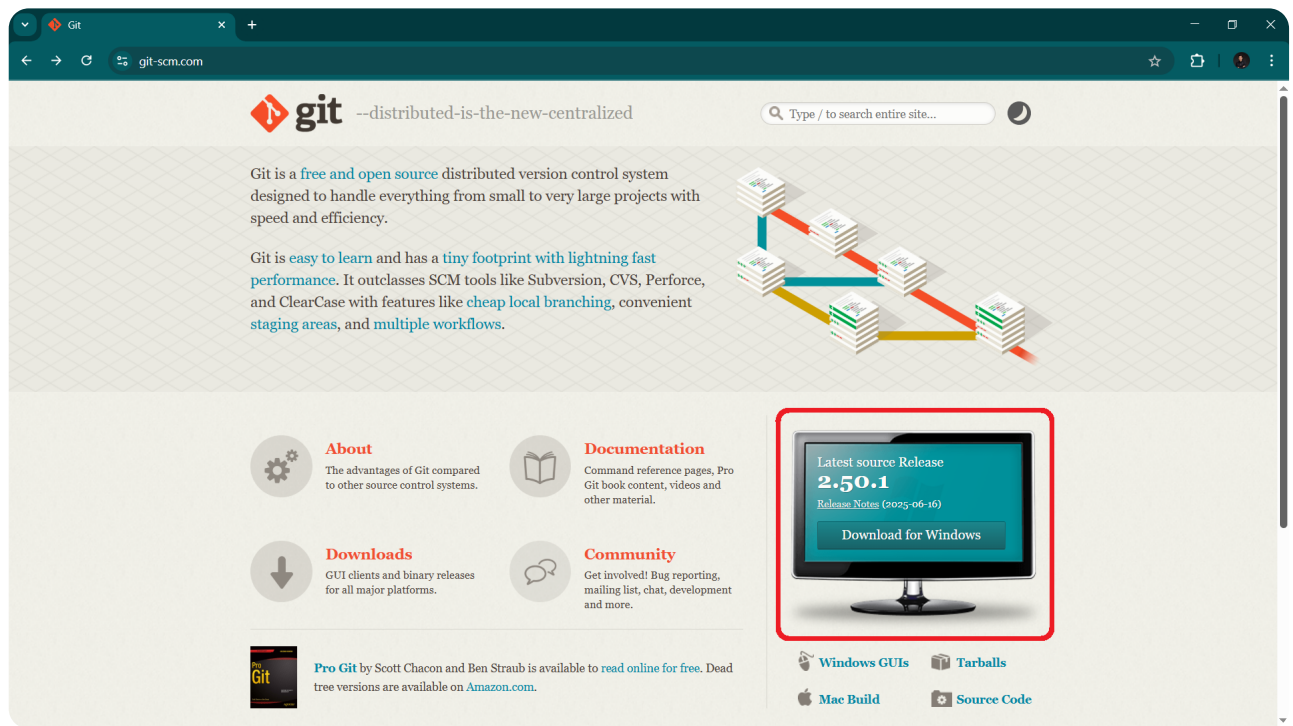 Git
git-scm.com
git --distributed-is-the-new-centralized
Type / to search entire site...
Git is a free and open source distributed version control system
designed to handle everything from small to very large projects with
speed and efficiency.
Git is easy to learn and has a tiny footprint with lightning fast
performance. It outclasses SCM tools like Subversion, CVS, Perforce,
and ClearCase with features like cheap local branching, convenient
staging areas, and multiple workflows.
About
The advantages of Git compared
to other source control systems.
Documentation
Command reference pages, Pro
Git book content, videos and
other material.
Downloads
GUI clients and binary releases
for all major platforms.
Community
Get involved! Bug reporting,
mailing list, chat, development
and more.
Pro
Git
Pro Git by Scott Chacon and Ben Straub is available to read online for free. Dead
tree versions are available on Amazon.com.
Latest source Release
2.50.1
Release Notes (2025-06-16)
Download for Windows
Windows GUIs
Tarballs
Mac Build
Source Code